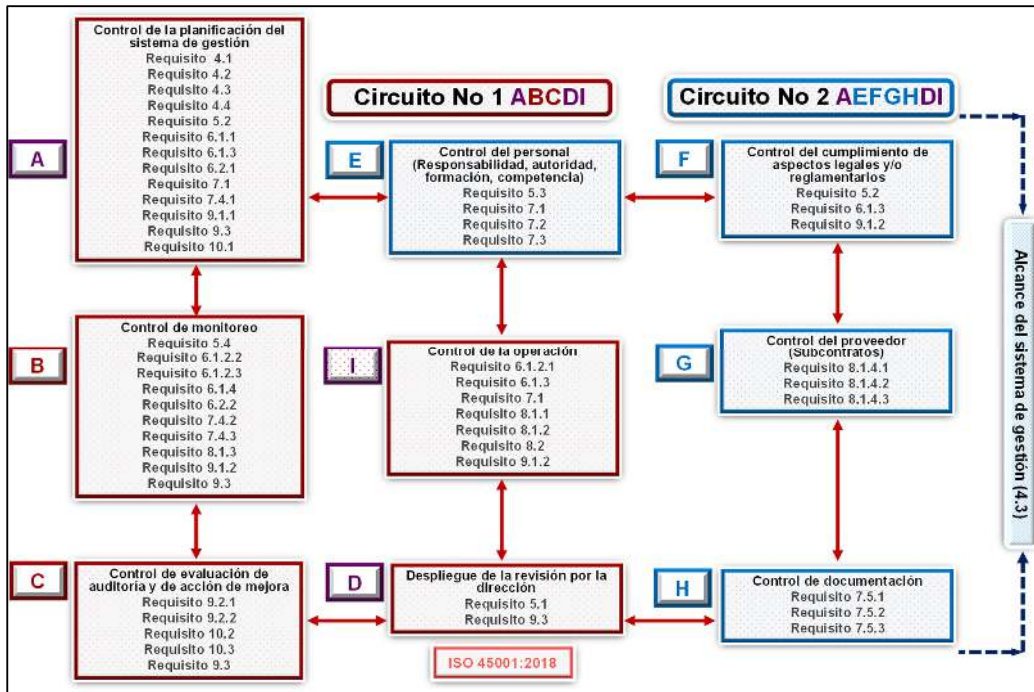 Control de la planificación del
sistema de gestión
Requisito 4.1
Requisito 4.2
Requisito 4.3
Requisito 4.4
Requisito 5.2
Requisito 6.1.1
Requisito 6.1.3
Requisito 6.2.1
Requisito 7.1
Requisito 7.4.1
Requisito 9.1.1
Requisito 9.3
Requisito 10.1
A
Circuito No 1 ABCDI
Circuito No 2 AEFGHDI
E
Control del personal
(Responsabilidad, autoridad,
formación, competencia)
Requisito 5.3
Requisito 7.1
Requisito 7.2
Requisito 7.3
F
Control del cumplimiento de
aspectos legales y/o
reglamentarios
Requisito 5.2
Requisito 6.1.3
Requisito 9.1.2
B
Control de monitoreo
Requisito 5.4
Requisito 6.1.2.2
Requisito 6.1.2.3
Requisito 6.1.4
Requisito 6.2.2
Requisito 7.4.2
Requisito 7.4.3
Requisito 8.1.3
Requisito 9.1.2
Requisito 9.3
I
Control de la operación
Requisito 6.1.2.1
Requisito 6.1.3
Requisito 7.1
Requisito 8.1.1
Requisito 8.1.2
Requisito 8.2
Requisito 9.1.2
G
Control del proveedor
(Subcontratos)
Requisito 8.1.4.1
Requisito 8.1.4.2
Requisito 8.1.4.3
Alcance del sistema de gestión (4.3)
C
Control de evaluación de
auditoria y de acción de mejora
Requisito 9.2.1
Requisito 9.2.2
Requisito 10.2
Requisito 10.3
Requisito 9.3
D
Despliegue de la revisión por la
dirección
Requisito 5.1
Requisito 9.3
H
Control de documentación
Requisito 7.5.1
Requisito 7.5.2
Requisito 7.5.3
ISO 45001:2018